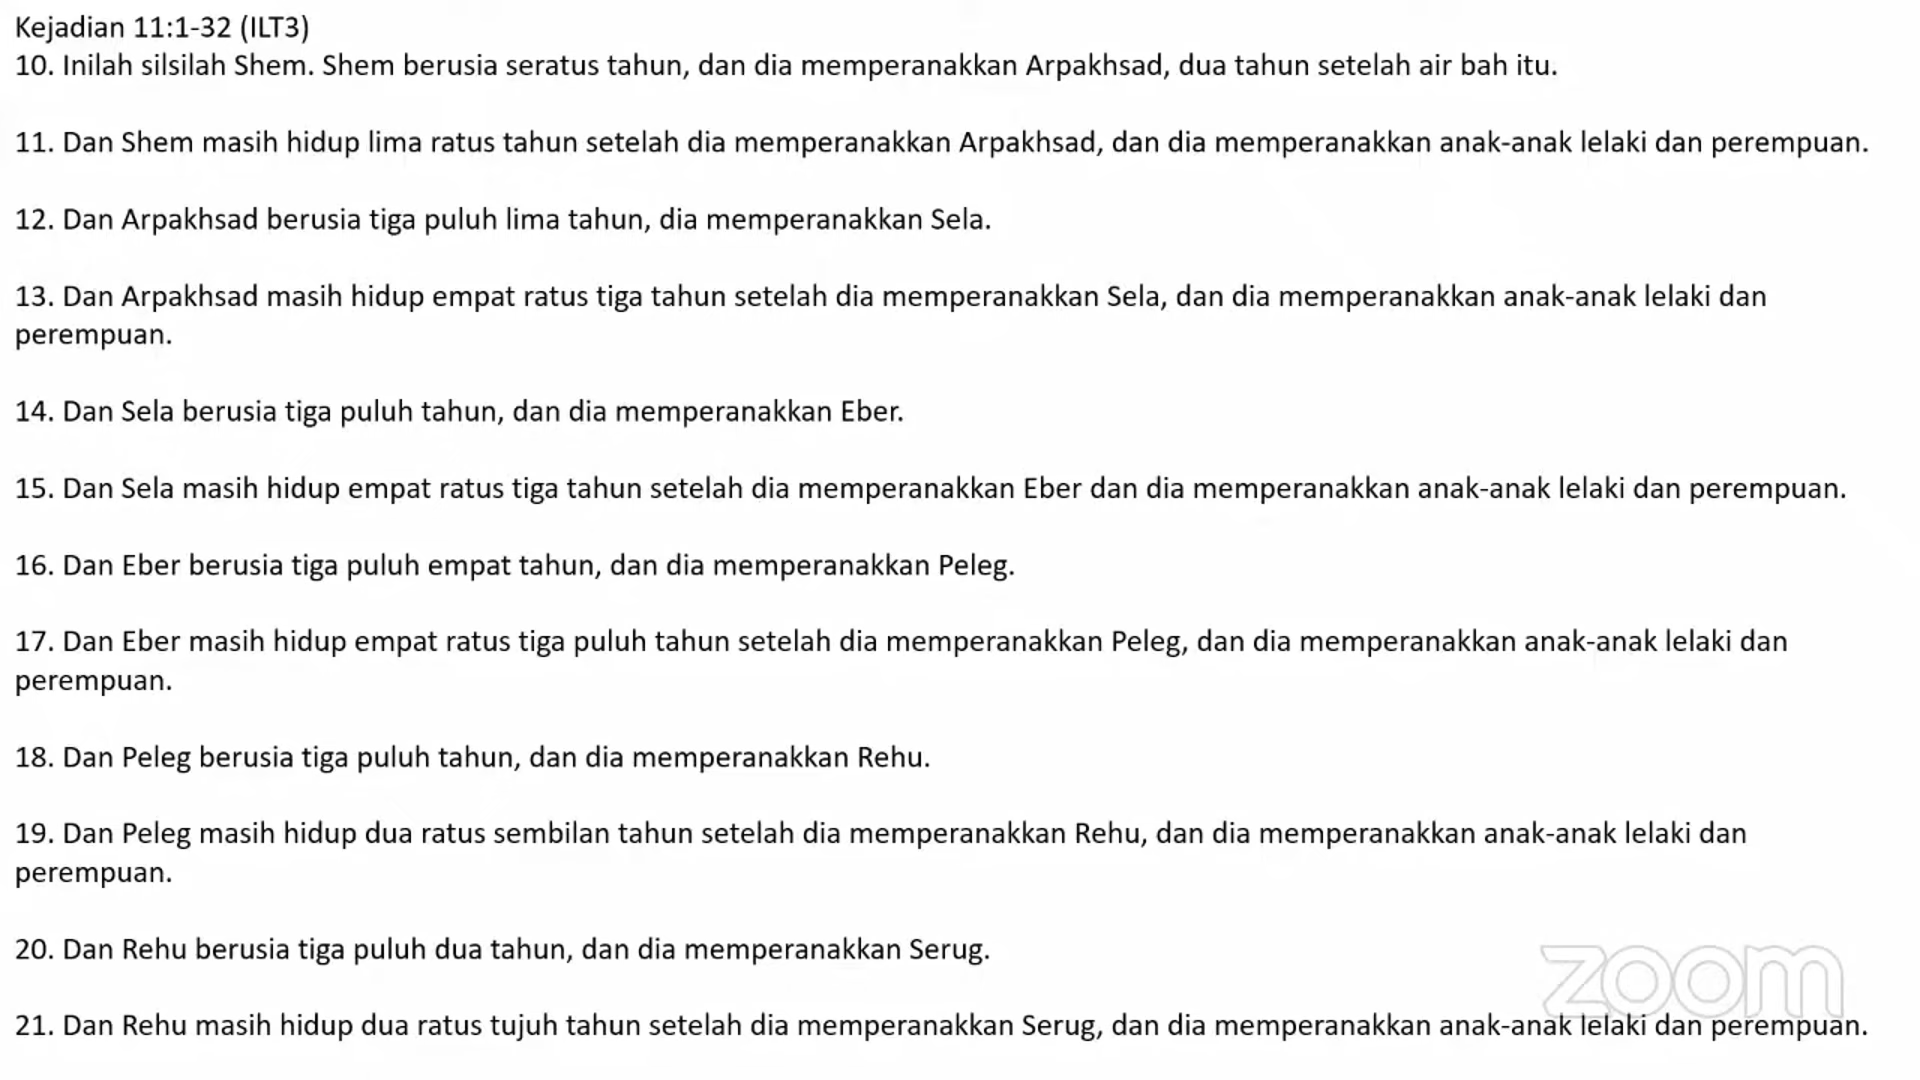 Kejadian 11:1-32 (ILT3)
10. Inilah silsilah Shem. Shem berusia seratus tahun, dan dia memperanakkan Arpakhsad, dua tahun setelah air bah itu.
11. Dan Shem masih hidup lima ratus tahun setelah dia memperanakkan Arpakhsad, dan dia memperanakkan anak-anak lelaki dan perempuan.
12. Dan Arpakhsad berusia tiga puluh lima tahun, dia memperanakkan Sela.
13. Dan Arpakhsad masih hidup empat ratus tiga tahun setelah dia memperanakkan Sela, dan dia memperanakkan anak-anak lelaki dan
perempuan.
14. Dan Sela berusia tiga puluh tahun, dan dia memperanakkan Eber.
15. Dan Sela masih hidup empat ratus tiga tahun setelah dia memperanakkan Eber dan dia memperanakkan anak-anak lelaki dan perempuan.
16. Dan Eber berusia tiga puluh empat tahun, dan dia memperanakkan Peleg.
17. Dan Eber masih hidup empat ratus tiga puluh tahun setelah dia memperanakkan Peleg, dan dia memperanakkan anak-anak lelaki dan
perempuan.
18. Dan Peleg berusia tiga puluh tahun, dan dia memperanakkan Rehu.
19. Dan Peleg masih hidup dua ratus sembilan tahun setelah dia memperanakkan Rehu, dan dia memperanakkan anak-anak lelaki dan
perempuan.
20. Dan Rehu berusia tiga puluh dua tahun, dan dia memperanakkan Serug.
zoom
21. Dan Rehu masih hidup dua ratus tujuh tahun setelah dia memperanakkan Serug, dan dia memperanakkan anak-anak lelaki dan perempuan.